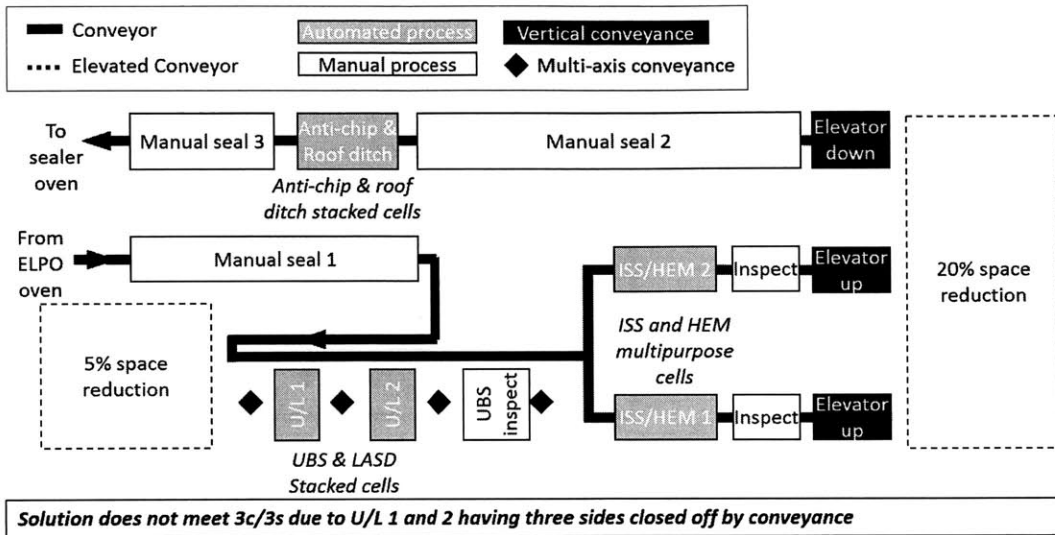 Conveyor
Automated process
Vertical conveyance
Elevated Conveyor
Manual process
Multi-axis conveyance
To
sealer
oven
Manual seal 3
Anti-chip &
Roof ditch
Manual seal 2
Elevator
down
Anti-chip & roof
ditch stacked cells
From
ELPO
oven
Manual seal 1
ISS/HEM 2
Inspect
Elevator
up
20% space
reduction
5% space
reduction
ISS and HEM
multipurpose
cells
U/L 1
U/L 2
UBS
inspect
ISS/HEM 1
Inspect
Elevator
up
UBS & LASD
Stacked cells
Solution does not meet 3c/3s due to U/L 1 and 2 having three sides closed off by conveyance